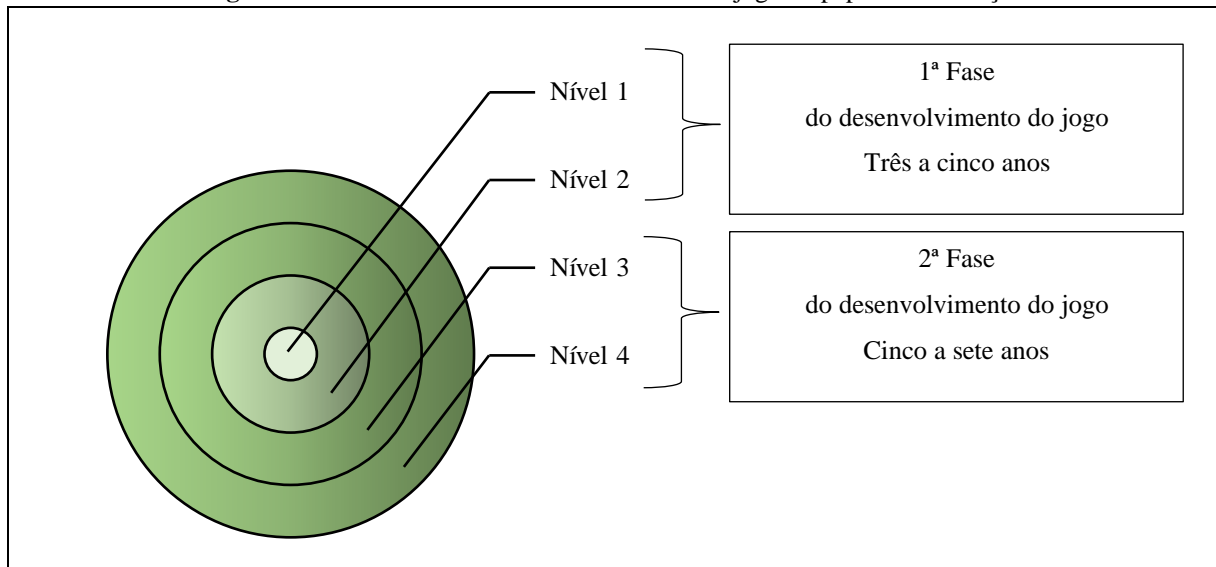 Nível 1
Nível 2
Nível 3
Nível 4
1ª Fase
do desenvolvimento do jogo
Três a cinco anos
2ª Fase
do desenvolvimento do jogo
Cinco a sete anos